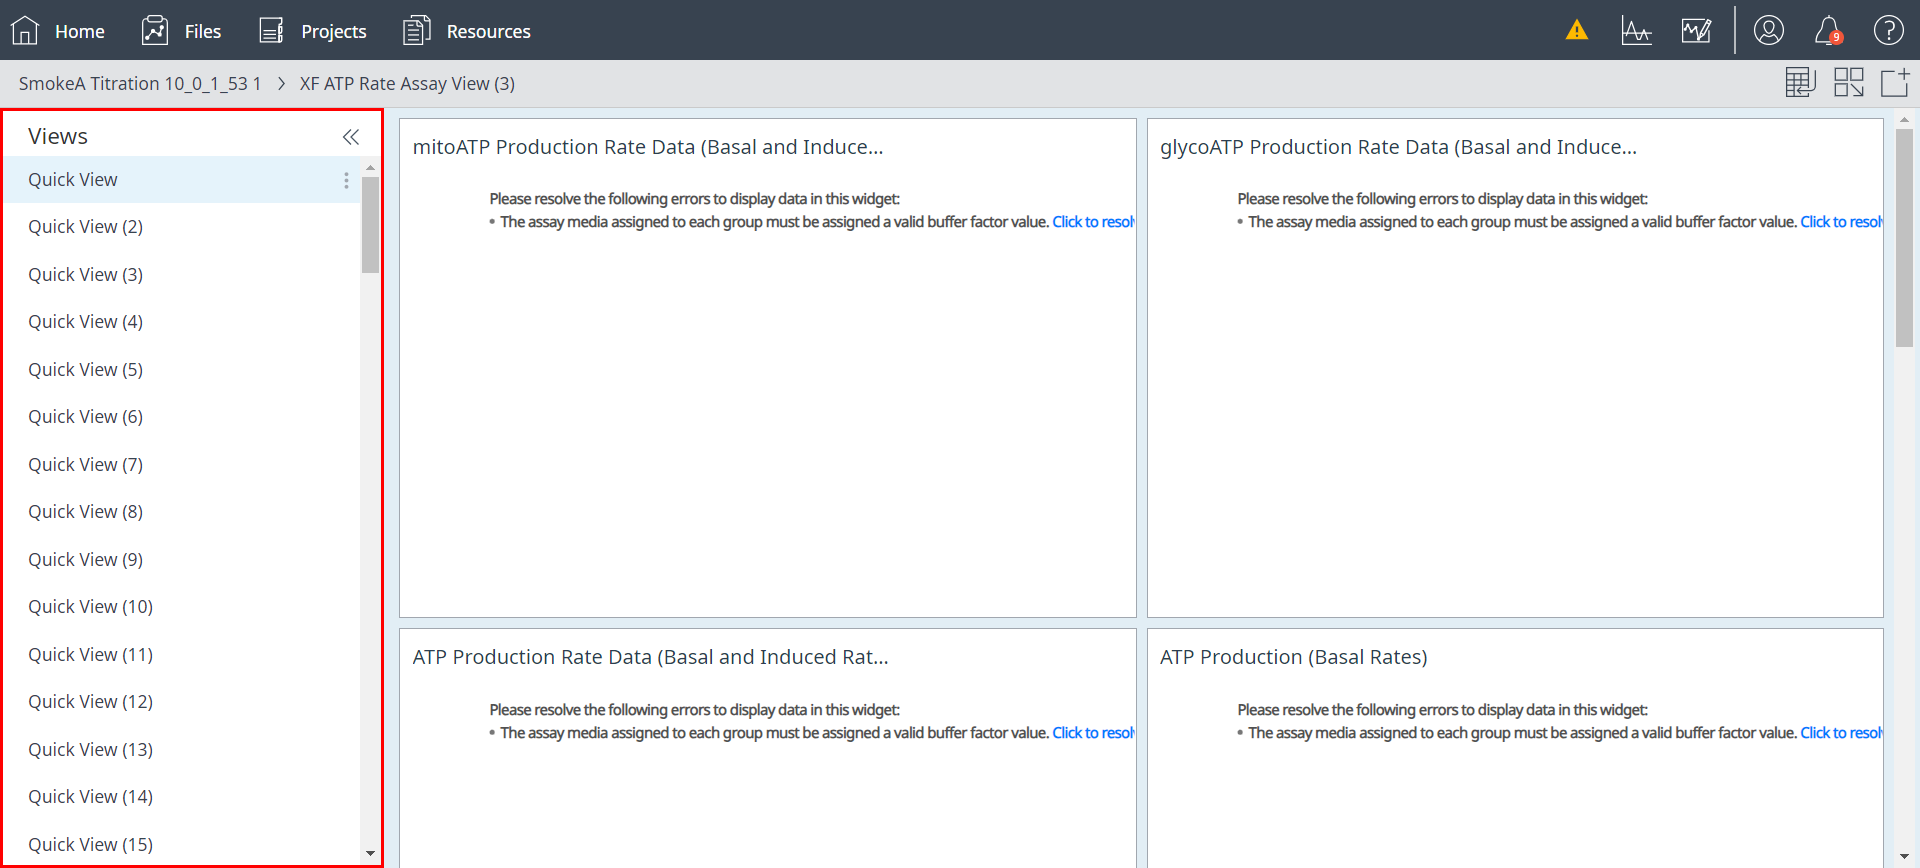 Home
Files
Projects
Resources
9
?
SmokeA Titration 10_0_1_53 1 > XF ATP Rate Assay View (3)
Views
Quick View
Quick View (2)
Quick View (3)
Quick View (4)
Quick View (5)
Quick View (6)
Quick View (7)
Quick View (8)
Quick View (9)
Quick View (10)
Quick View (11)
Quick View (12)
Quick View (13)
Quick View (14)
Quick View (15)
mitoATP Production Rate Data (Basal and Induce...
Please resolve the following errors to display data in this widget:
• The assay media assigned to each group must be assigned a valid buffer factor value. Click to
glycoATP Production Rate Data (Basal and Induce...
Please resolve the following errors to display data in this widget:
• The assay media assigned to each group must be assigned a valid buffer factor value. Click to
ATP Production Rate Data (Basal and Induced Rat...
Please resolve the following errors to display data in this widget:
• The assay media assigned to each group must be assigned a valid buffer factor value. Click to
ATP Production (Basal Rates)
Please resolve the following errors to display data in this widget:
• The assay media assigned to each group must be assigned a valid buffer factor value. Click to